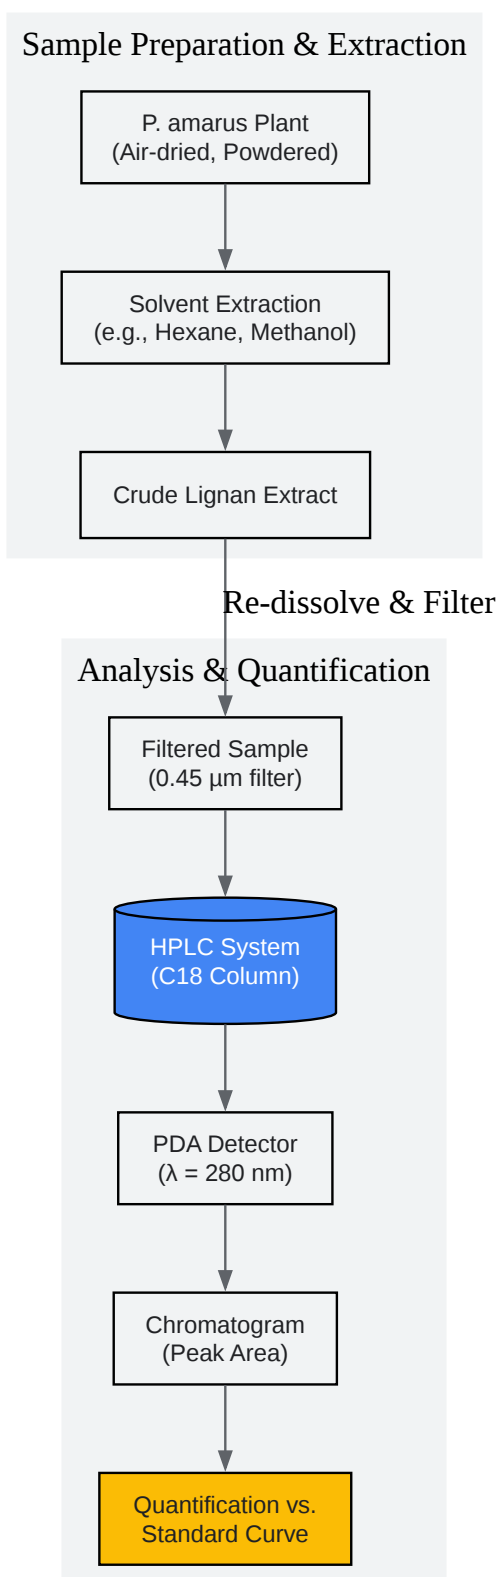 Sample Preparation & Extraction
P. amarus Plant
(Air-dried, Powdered)
Solvent Extraction
(e.g., Hexane, Methanol)
Crude Lignan Extract
Re-dissolve & Filter
Analysis & Quantification
Filtered Sample
(0.45 µm filter)
HPLC System
(C18 Column)
PDA Detector
(λ = 280 nm)
Chromatogram
(Peak Area)
Quantification vs.
Standard Curve